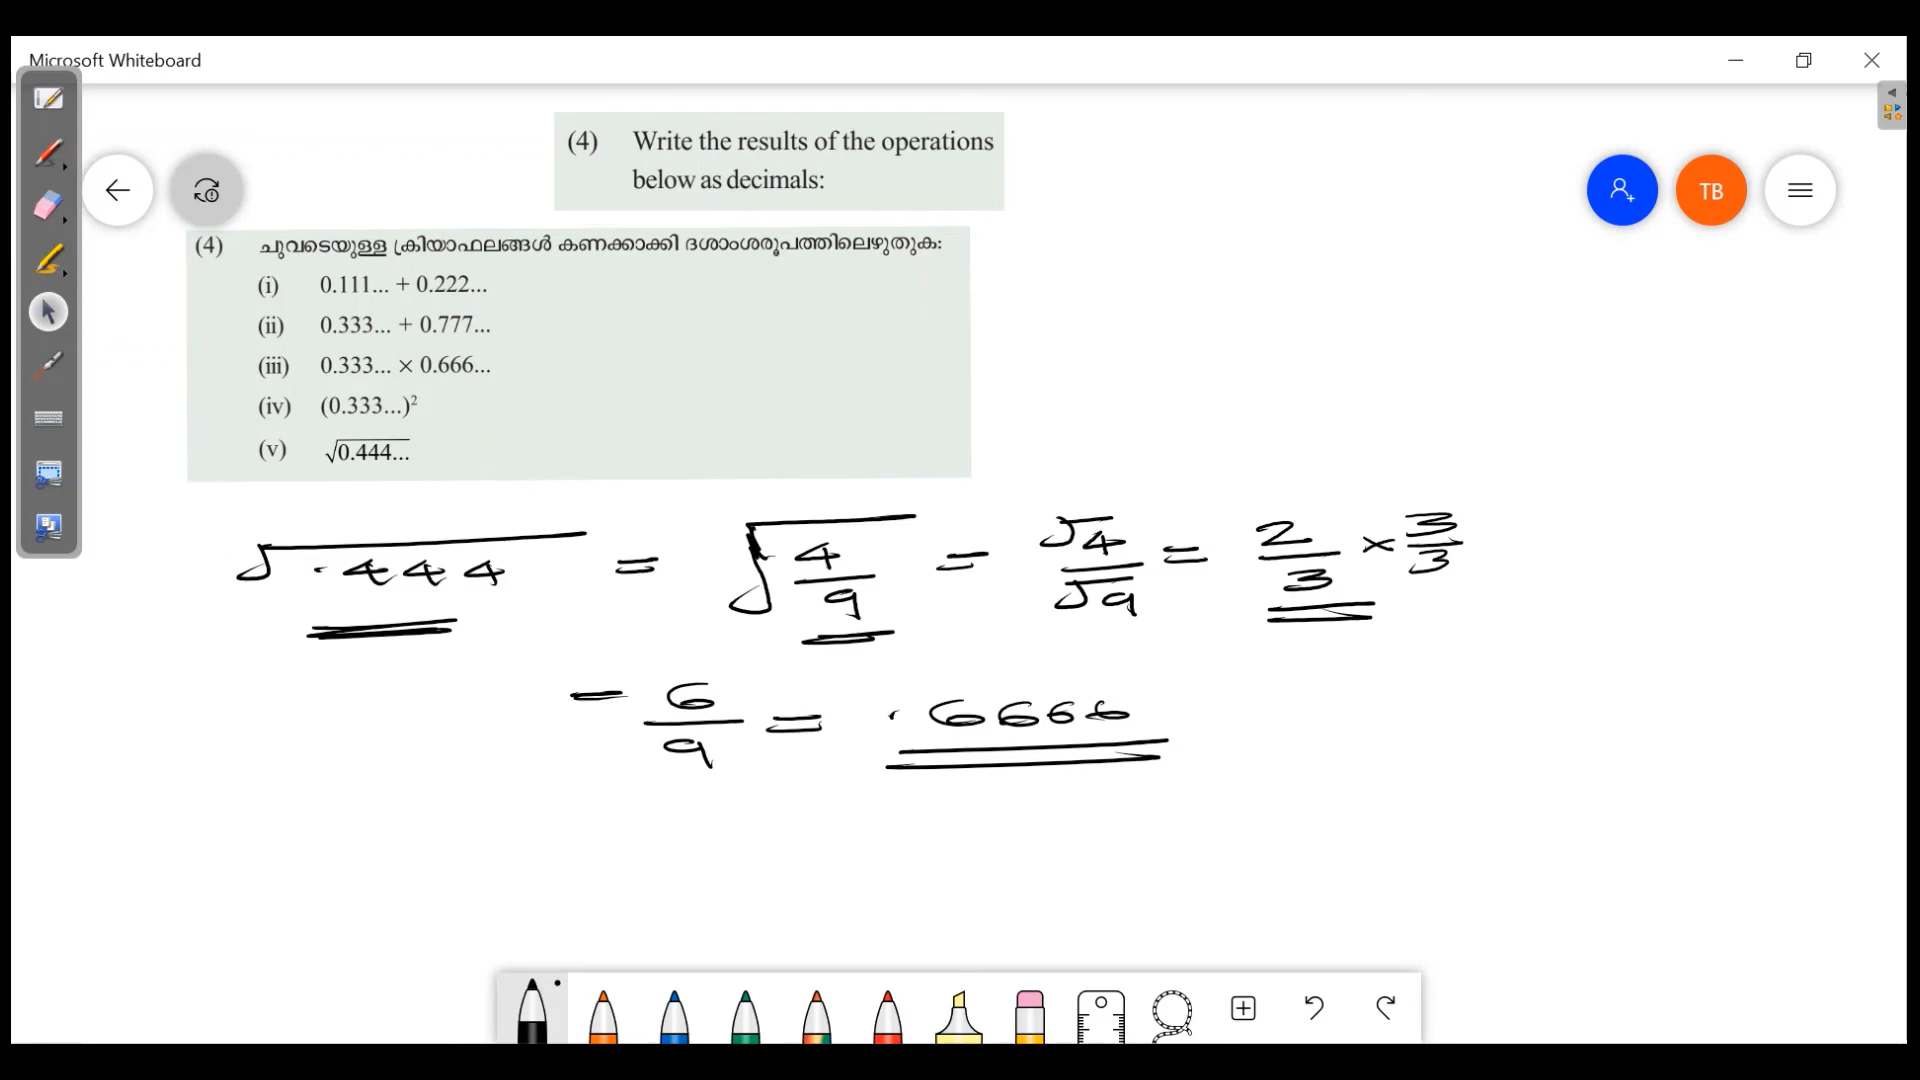 Microsoft Whiteboard
(4) Write the results of the operations
below as decimals:
TB
(4) ചുവടെയുള്ള ക്രിയാഫലങ്ങൾ കണക്കാക്കി ദശാംശരൂപത്തിലെഴുതുക:
(i) 0.111... + 0.222...
(ii) 0.333... + 0.777...
(iii) 0.333... × 0.666...
(iv) (0.333...)²
(v) √0.444...
√.444 = √4/9 = √4/√9 = 2/3 × 3/3
= 6/9 = .6666